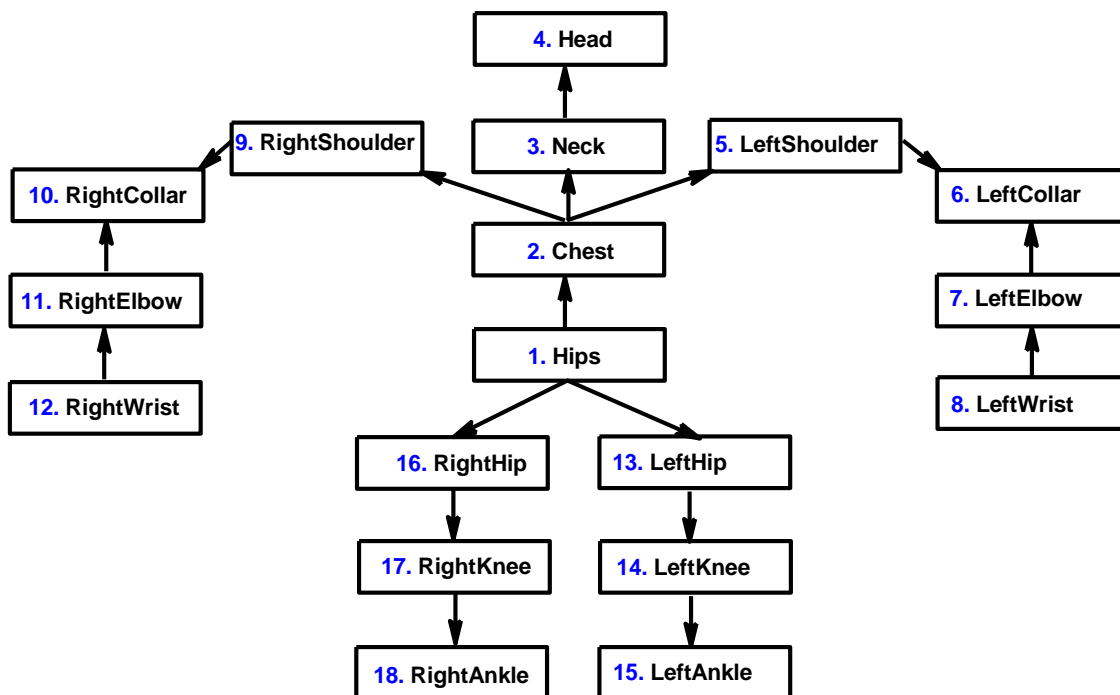 4. Head
9. RightShoulder
3. Neck
5. LeftShoulder
10. RightCollar
6. LeftCollar
2. Chest
11. RightElbow
7. LeftElbow
1. Hips
12. RightWrist
8. LeftWrist
16. RightHip
13. LeftHip
17. RightKnee
14. LeftKnee
18. RightAnkle
15. LeftAnkle